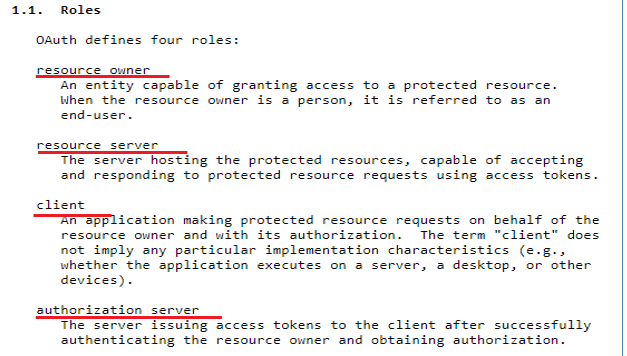 1.1.  Roles
OAuth defines four roles:
resource owner
An entity capable of granting access to a protected resource.
When the resource owner is a person, it is referred to as an
end-user.
resource server
The server hosting the protected resources, capable of accepting
and responding to protected resource requests using access tokens.
client
An application making protected resource requests on behalf of the
resource owner and with its authorization.  The term "client" does
not imply any particular implementation characteristics (e.g.,
whether the application executes on a server, a desktop, or other
devices).
authorization server
The server issuing access tokens to the client after successfully
authenticating the resource owner and obtaining authorization.